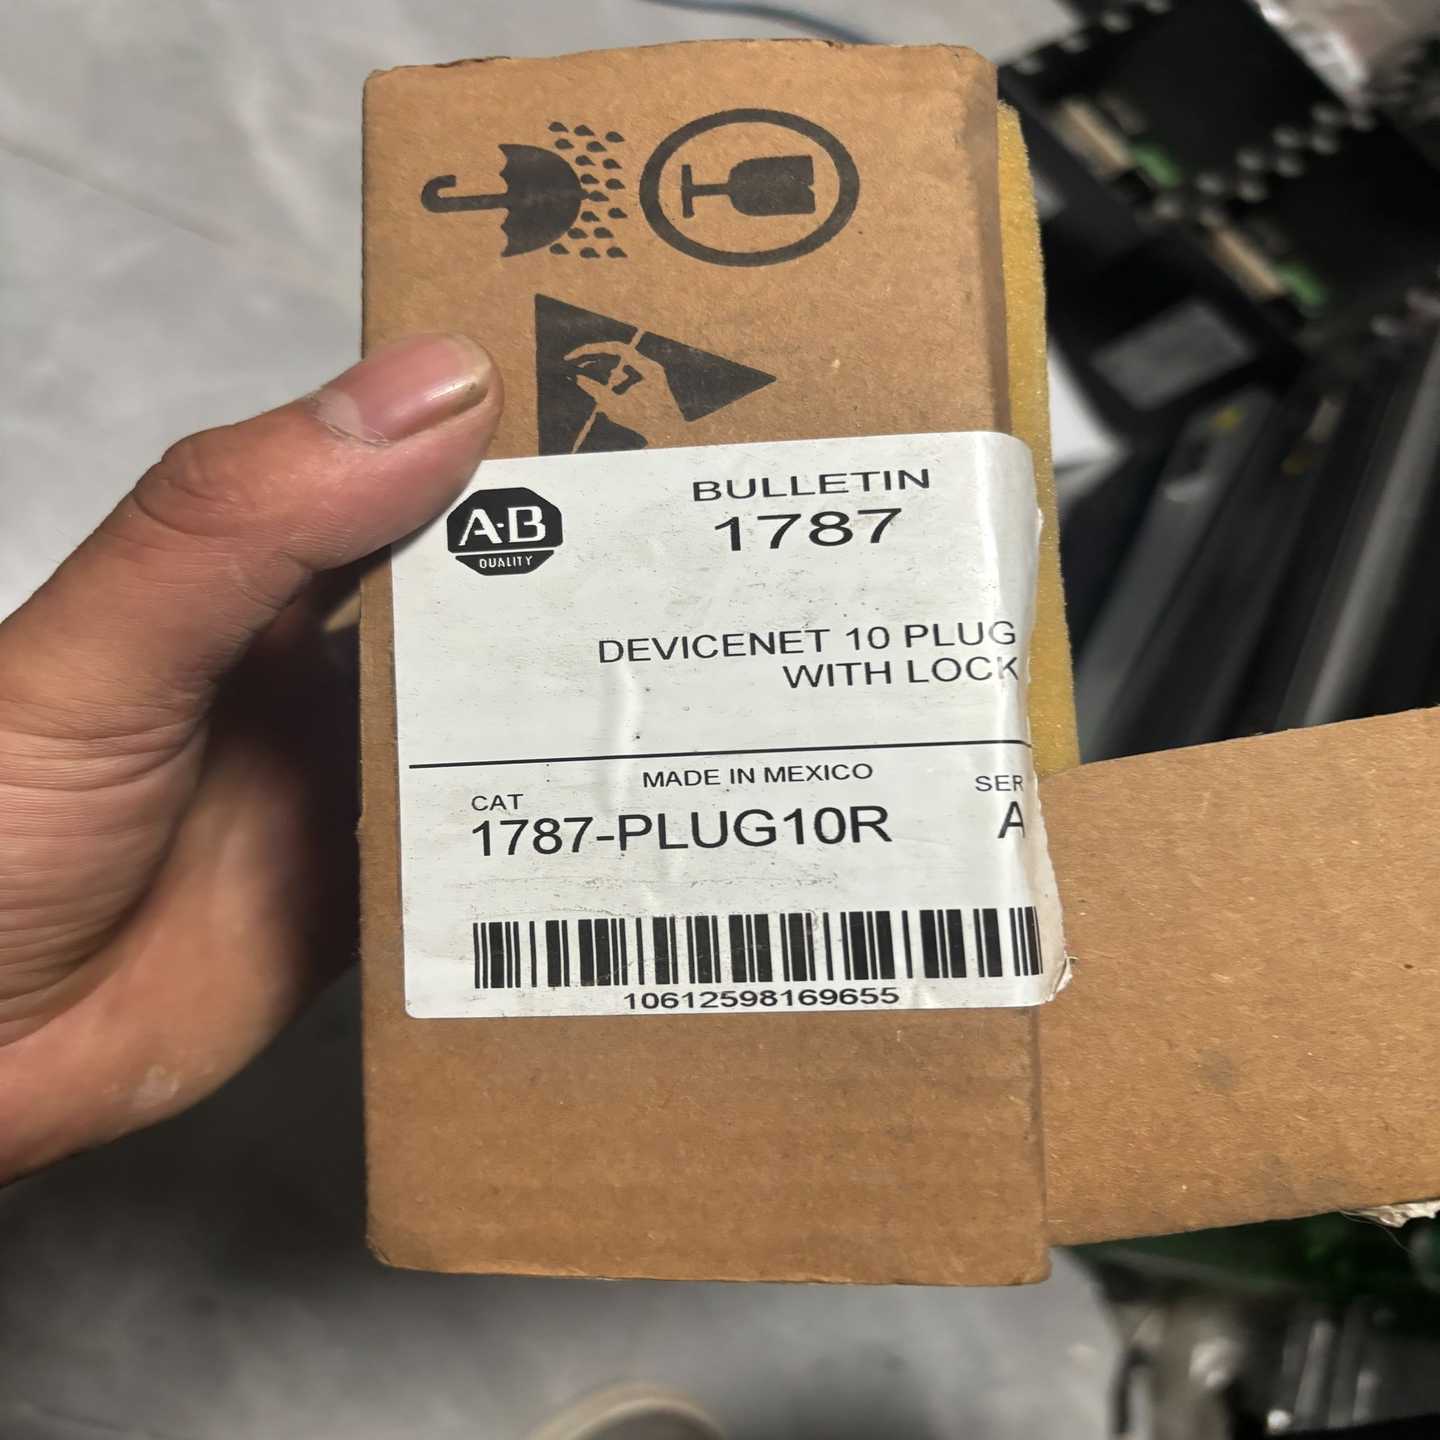 A·B
QUALITY
BULLETIN
1787
DEVICENET 10 PLUG
WITH LOCK
MADE IN MEXICO
CAT
SER
1787-PLUG10R
A
10612598169655